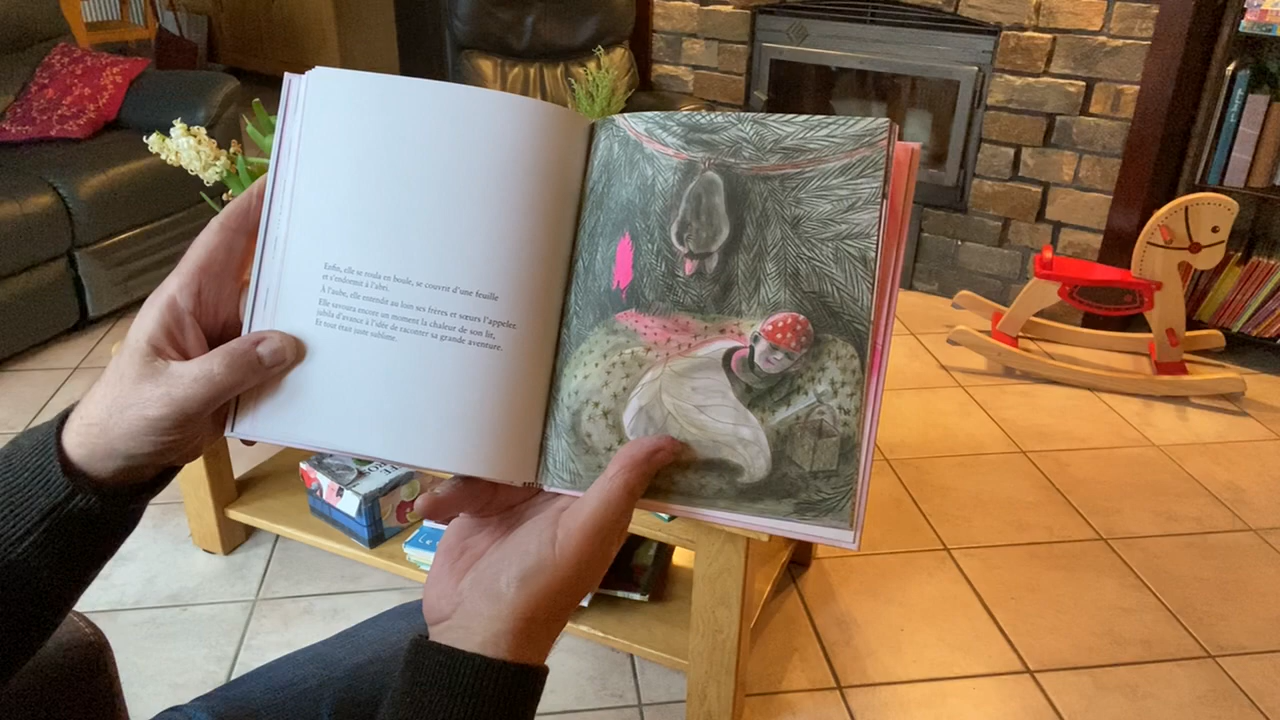 Enfin, elle se roula en boule, se couvrit d'une feuille
et s'endormit à l'abri.
À l'aube, elle entendit au loin ses frères et sœurs l'appeler.
Elle savoura encore un moment la chaleur de son lit,
jubila d'avance à l'idée de raconter sa grande aventure.
Et tout était juste sublime.